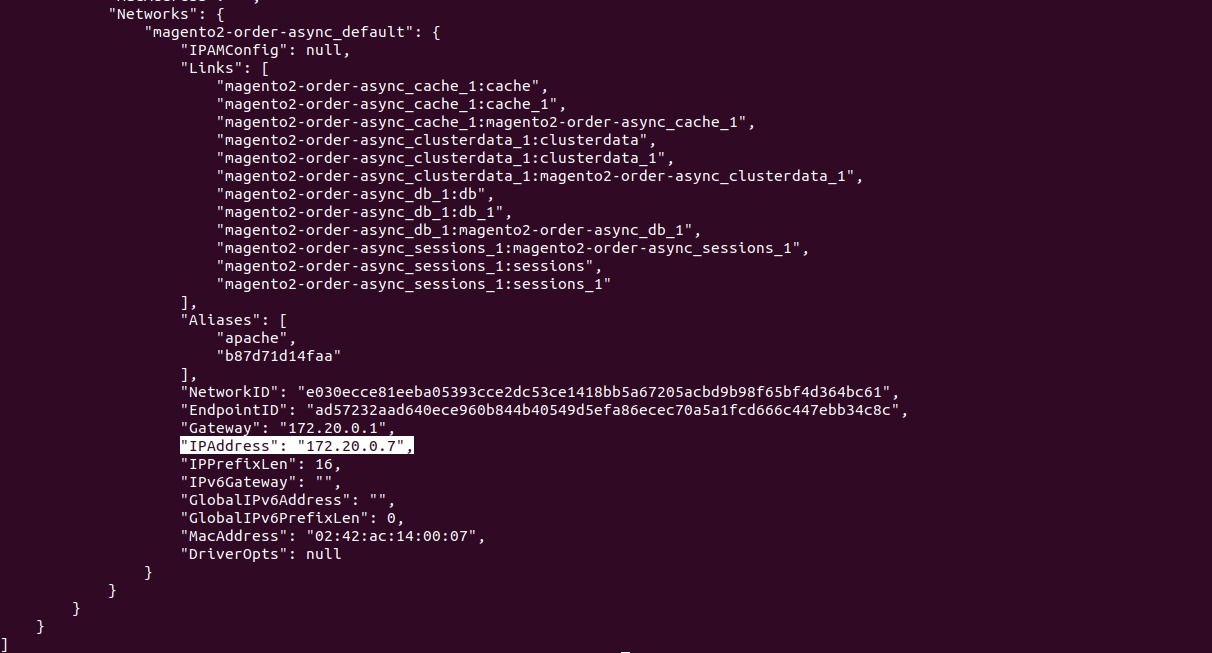 "Networks": {
"magento2-order-async_default": {
"IPAMConfig": null,
"Links": [
"magento2-order-async_cache_1:cache",
"magento2-order-async_cache_1:cache_1",
"magento2-order-async_cache_1:magento2-order-async_cache_1",
"magento2-order-async_clusterdata_1:clusterdata",
"magento2-order-async_clusterdata_1:clusterdata_1",
"magento2-order-async_clusterdata_1:magento2-order-async_clusterdata_1",
"magento2-order-async_db_1:db",
"magento2-order-async_db_1:db_1",
"magento2-order-async_db_1:magento2-order-async_db_1",
"magento2-order-async_sessions_1:magento2-order-async_sessions_1",
"magento2-order-async_sessions_1:sessions",
"magento2-order-async_sessions_1:sessions_1"
],
"Aliases": [
"apache",
"b87d71d14faa"
],
"NetworkID": "e030ecce81eeba05393cce2dc53ce1418bb5a67205acbd9b98f65bf4d364bc61",
"EndpointID": "ad57232aad640ece960b844b40549d5efa86ecec70a5a1fcd666c447ebb34c8c",
"Gateway": "172.20.0.1",
"IPAddress": "172.20.0.7",
"IPPrefixLen": 16,
"IPv6Gateway": "",
"GlobalIPv6Address": "",
"GlobalIPv6PrefixLen": 0,
"MacAddress": "02:42:ac:14:00:07",
"DriverOpts": null
}
}
}
}
]